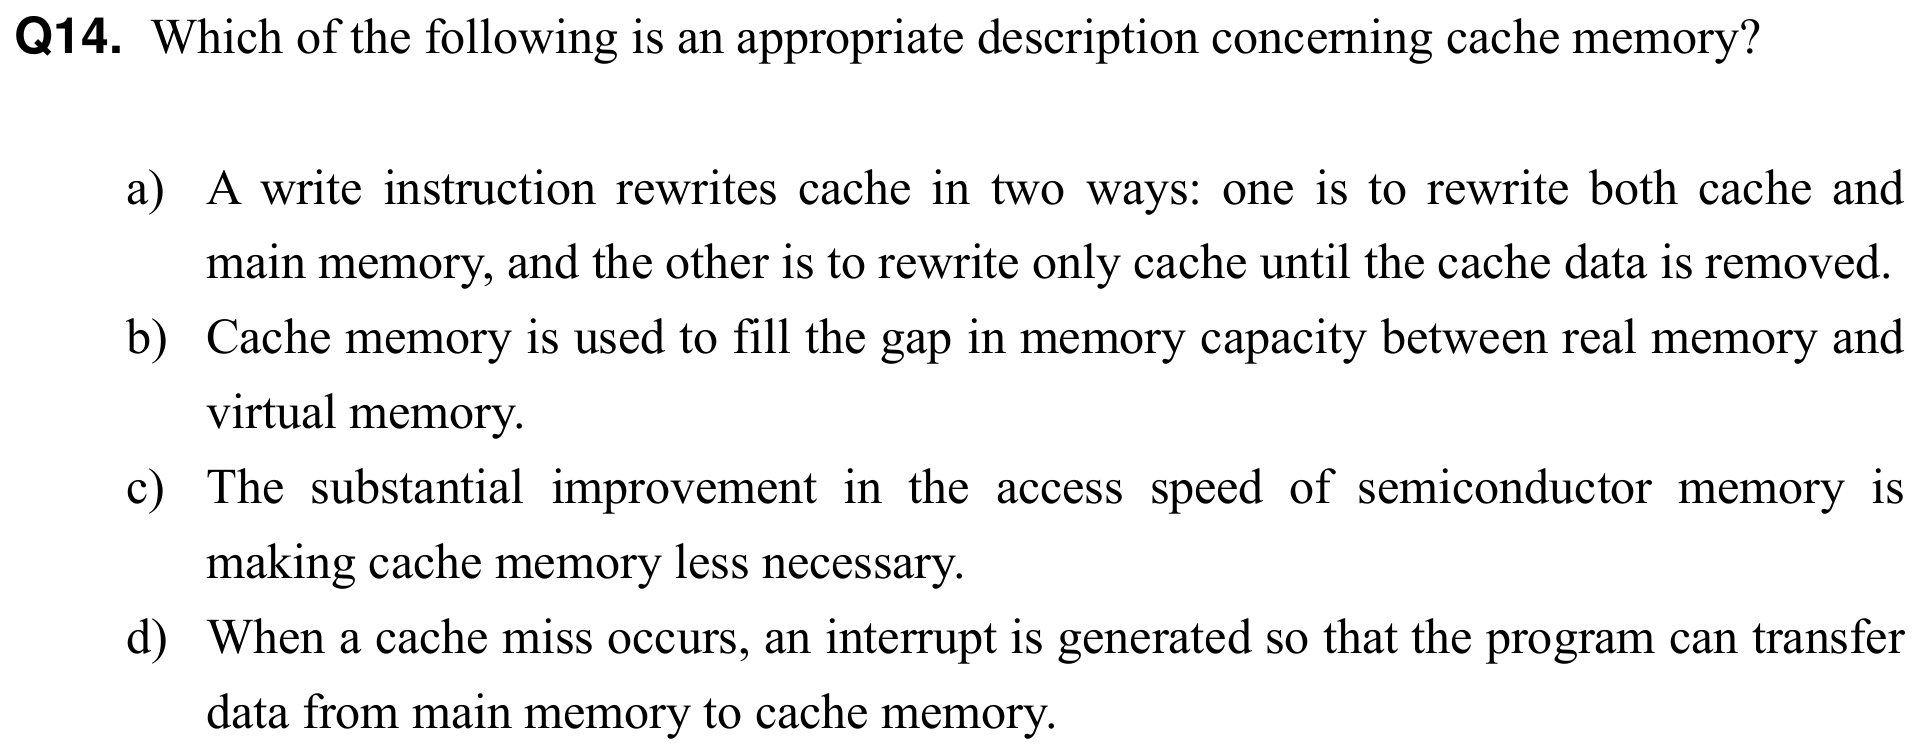 Q14. Which of the following is an appropriate description concerning cache memory?
a) A write instruction rewrites cache in two ways: one is to rewrite both cache and
main memory, and the other is to rewrite only cache until the cache data is removed.
b) Cache memory is used to fill the gap in memory capacity between real memory and
virtual memory.
c) The substantial improvement in the access speed of semiconductor memory is
making cache memory less necessary.
d) When a cache miss occurs, an interrupt is generated so that the program can transfer
data from main memory to cache memory.